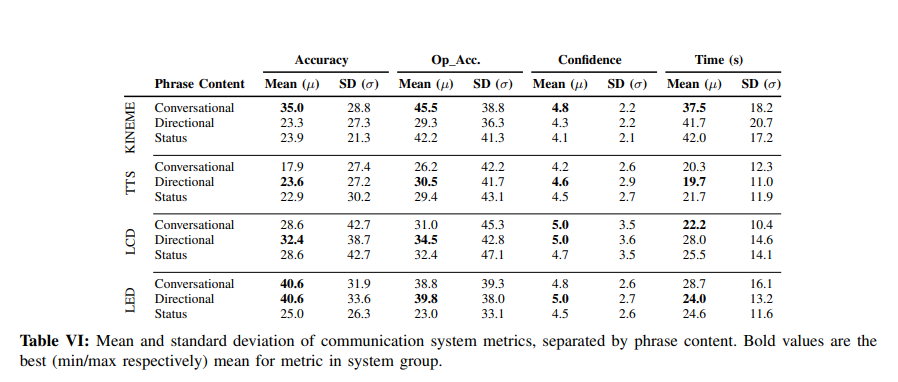 Accuracy Op_Acc. Confidence Time (s)
Phrase Content Mean (μ) SD (σ) Mean (μ) SD (σ) Mean (μ) SD (σ) Mean (μ) SD (σ)
KINEME
Conversational 35.0 28.8 45.5 38.8 4.8 2.2 37.5 18.2
Directional 23.3 27.3 29.3 36.3 4.3 2.2 41.7 20.7
Status 23.9 21.3 42.2 41.3 4.1 2.1 42.0 17.2
TTS
Conversational 17.9 27.4 26.2 42.2 4.2 2.6 20.3 12.3
Directional 23.6 27.2 30.5 41.7 4.6 2.9 19.7 11.0
Status 22.9 30.2 29.4 43.1 4.5 2.7 21.7 11.9
LCD
Conversational 28.6 42.7 31.0 45.3 5.0 3.5 22.2 10.4
Directional 32.4 38.7 34.5 42.8 5.0 3.6 28.0 14.6
Status 28.6 42.7 32.4 47.1 4.7 3.5 25.5 14.1
LED
Conversational 40.6 31.9 38.8 39.3 4.8 2.6 28.7 16.1
Directional 40.6 33.6 39.8 38.0 5.0 2.7 24.0 13.2
Status 25.0 26.3 23.0 33.1 4.5 2.6 24.6 11.6
Table VI: Mean and standard deviation of communication system metrics, separated by phrase content. Bold values are the
best (min/max respectively) mean for metric in system group.